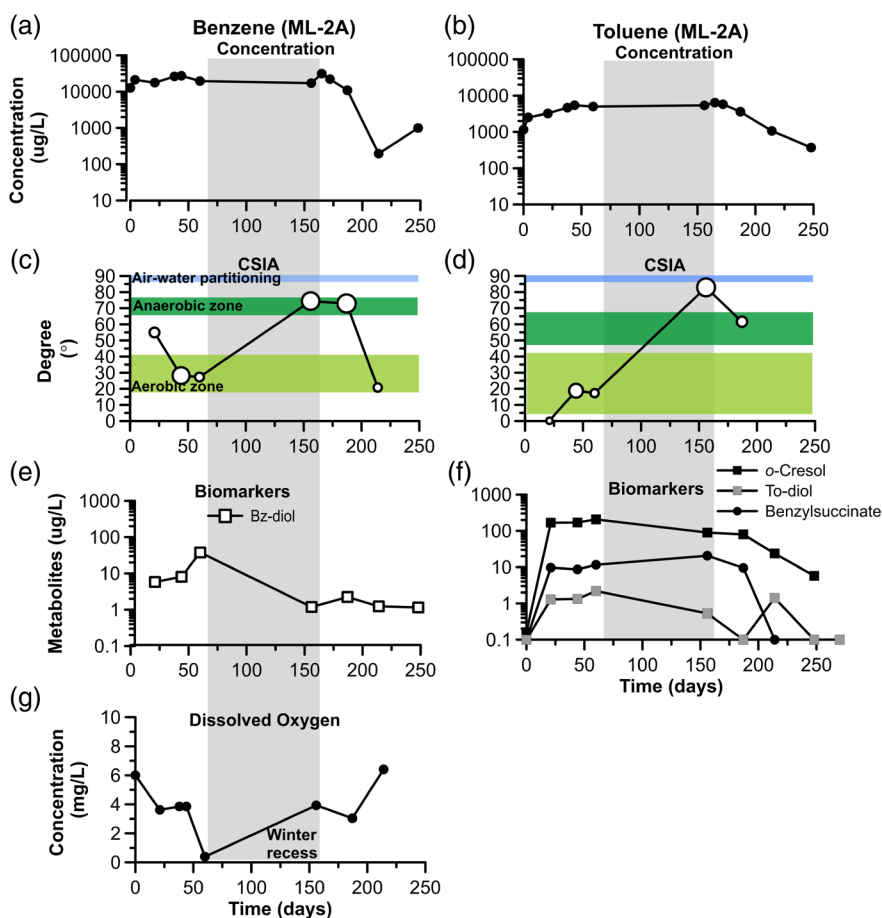 (a)
Benzene (ML-2A)
Concentration
Concentration
(ug/L)
100000
10000
1000
100
10
0 50 100 150 200 250
(b)
Toluene (ML-2A)
Concentration
100000
10000
1000
100
10
0 50 100 150 200 250
(c)
CSIA
Degree
(°)
90
80
70
60
50
40
30
20
10
0
Air-water partitioning
Anaerobic zone
Aerobic zone
0 50 100 150 200 250
(d)
CSIA
90
80
70
60
50
40
30
20
10
0
0 50 100 150 200 250
(e)
Biomarkers
Bz-diol
Metabolites (ug/L)
1000
100
10
1
0.1
0 50 100 150 200 250
(f)
Biomarkers
o-Cresol
To-diol
Benzylsuccinate
1000
100
10
1
0.1
0 50 100 150 200 250
Time (days)
(g)
Dissolved Oxygen
Concentration
(mg/L)
10
8
6
4
2
0
Winter
recess
0 50 100 150 200 250
Time (days)